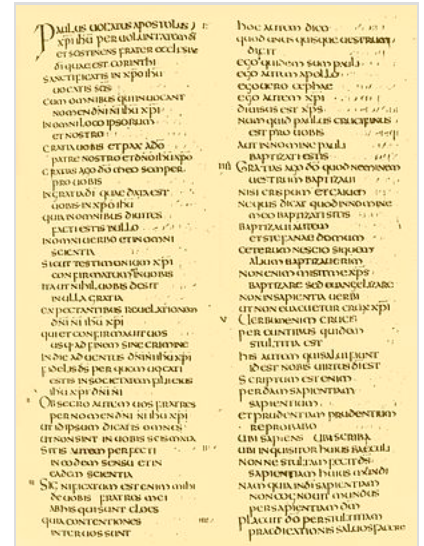 Paulus uocatus apostolus
xpi ihu per uoluntatem di
et sostenes frater ecclesiae
di quae est corinthi
sanctificatis in xpo ihu
uocatis scs
cum omnibus qui inuocant
nomen dni ni ihu xpi
in omni loco ipsorum
et nostro
gratia uobis et pax a do
patre nostro et dno ihu xpo
gratias ago do meo semper
pro uobis
in gratia di quae data est
uobis in xpo ihu
quia in omnibus diuites
facti estis in illo
in omni uerbo et in omni
scientia
sicut testimonium xpi
confirmatum in uobis
ita ut nihil uobis desit
in ulla gratia
expectantibus reuelationem
dni ni ihu xpi
qui et confirmauit uos
usq ad finem sine crimine
in die aduentus dni ni ihu xpi
fidelis ds per quem uocati
estis in societatem fili eius
ihu xpi dni ni
Obsecro autem uos fratres
per nomen dni ni ihu xpi
ut id ipsum dicatis omnes
ut non sint in uobis scismata
sitis autem perfecti
in eodem sensu et in
eadem scientia
Significatum est enim mihi
de uobis fratres mei
ab his qui sunt cloes
quia contentiones
inter uos sunt
hoc autem dico
quod unus quisque uestrum
dicit
ego quidem sum pauli
ego autem apollo
ego uero cephae
ego autem xpi
diuisus est xps
numquid paulus crucifixus
est pro uobis
aut in nomine pauli
baptizati estis
Gratias ago do quod neminem
uestrum baptizaui
nisi crispum et gaium
ne quis dicat quod in nomine
meo baptizati sitis
baptizaui autem
et stefanae domum
ceterum nescio si quem
alium baptizauerim
non enim misit me xps
baptizare sed euangelizare
non in sapientia uerbi
ut non euacuetur crux xpi
Uerbum enim crucis
pereuntibus quidem
stultitia est
his autem qui salui fiunt
id est nobis uirtus di est
scriptum est enim
perdam sapientiam
sapientium
et prudentiam prudentium
reprobabo
ubi sapiens ubi scriba
ubi inquisitor huius saeculi
nonne stultam fecit ds
sapientiam huius mundi
nam quia in di sapientiam
non cognouit mundus
per sapientiam dm
placuit do per stultitiam
praedicationis saluos facere